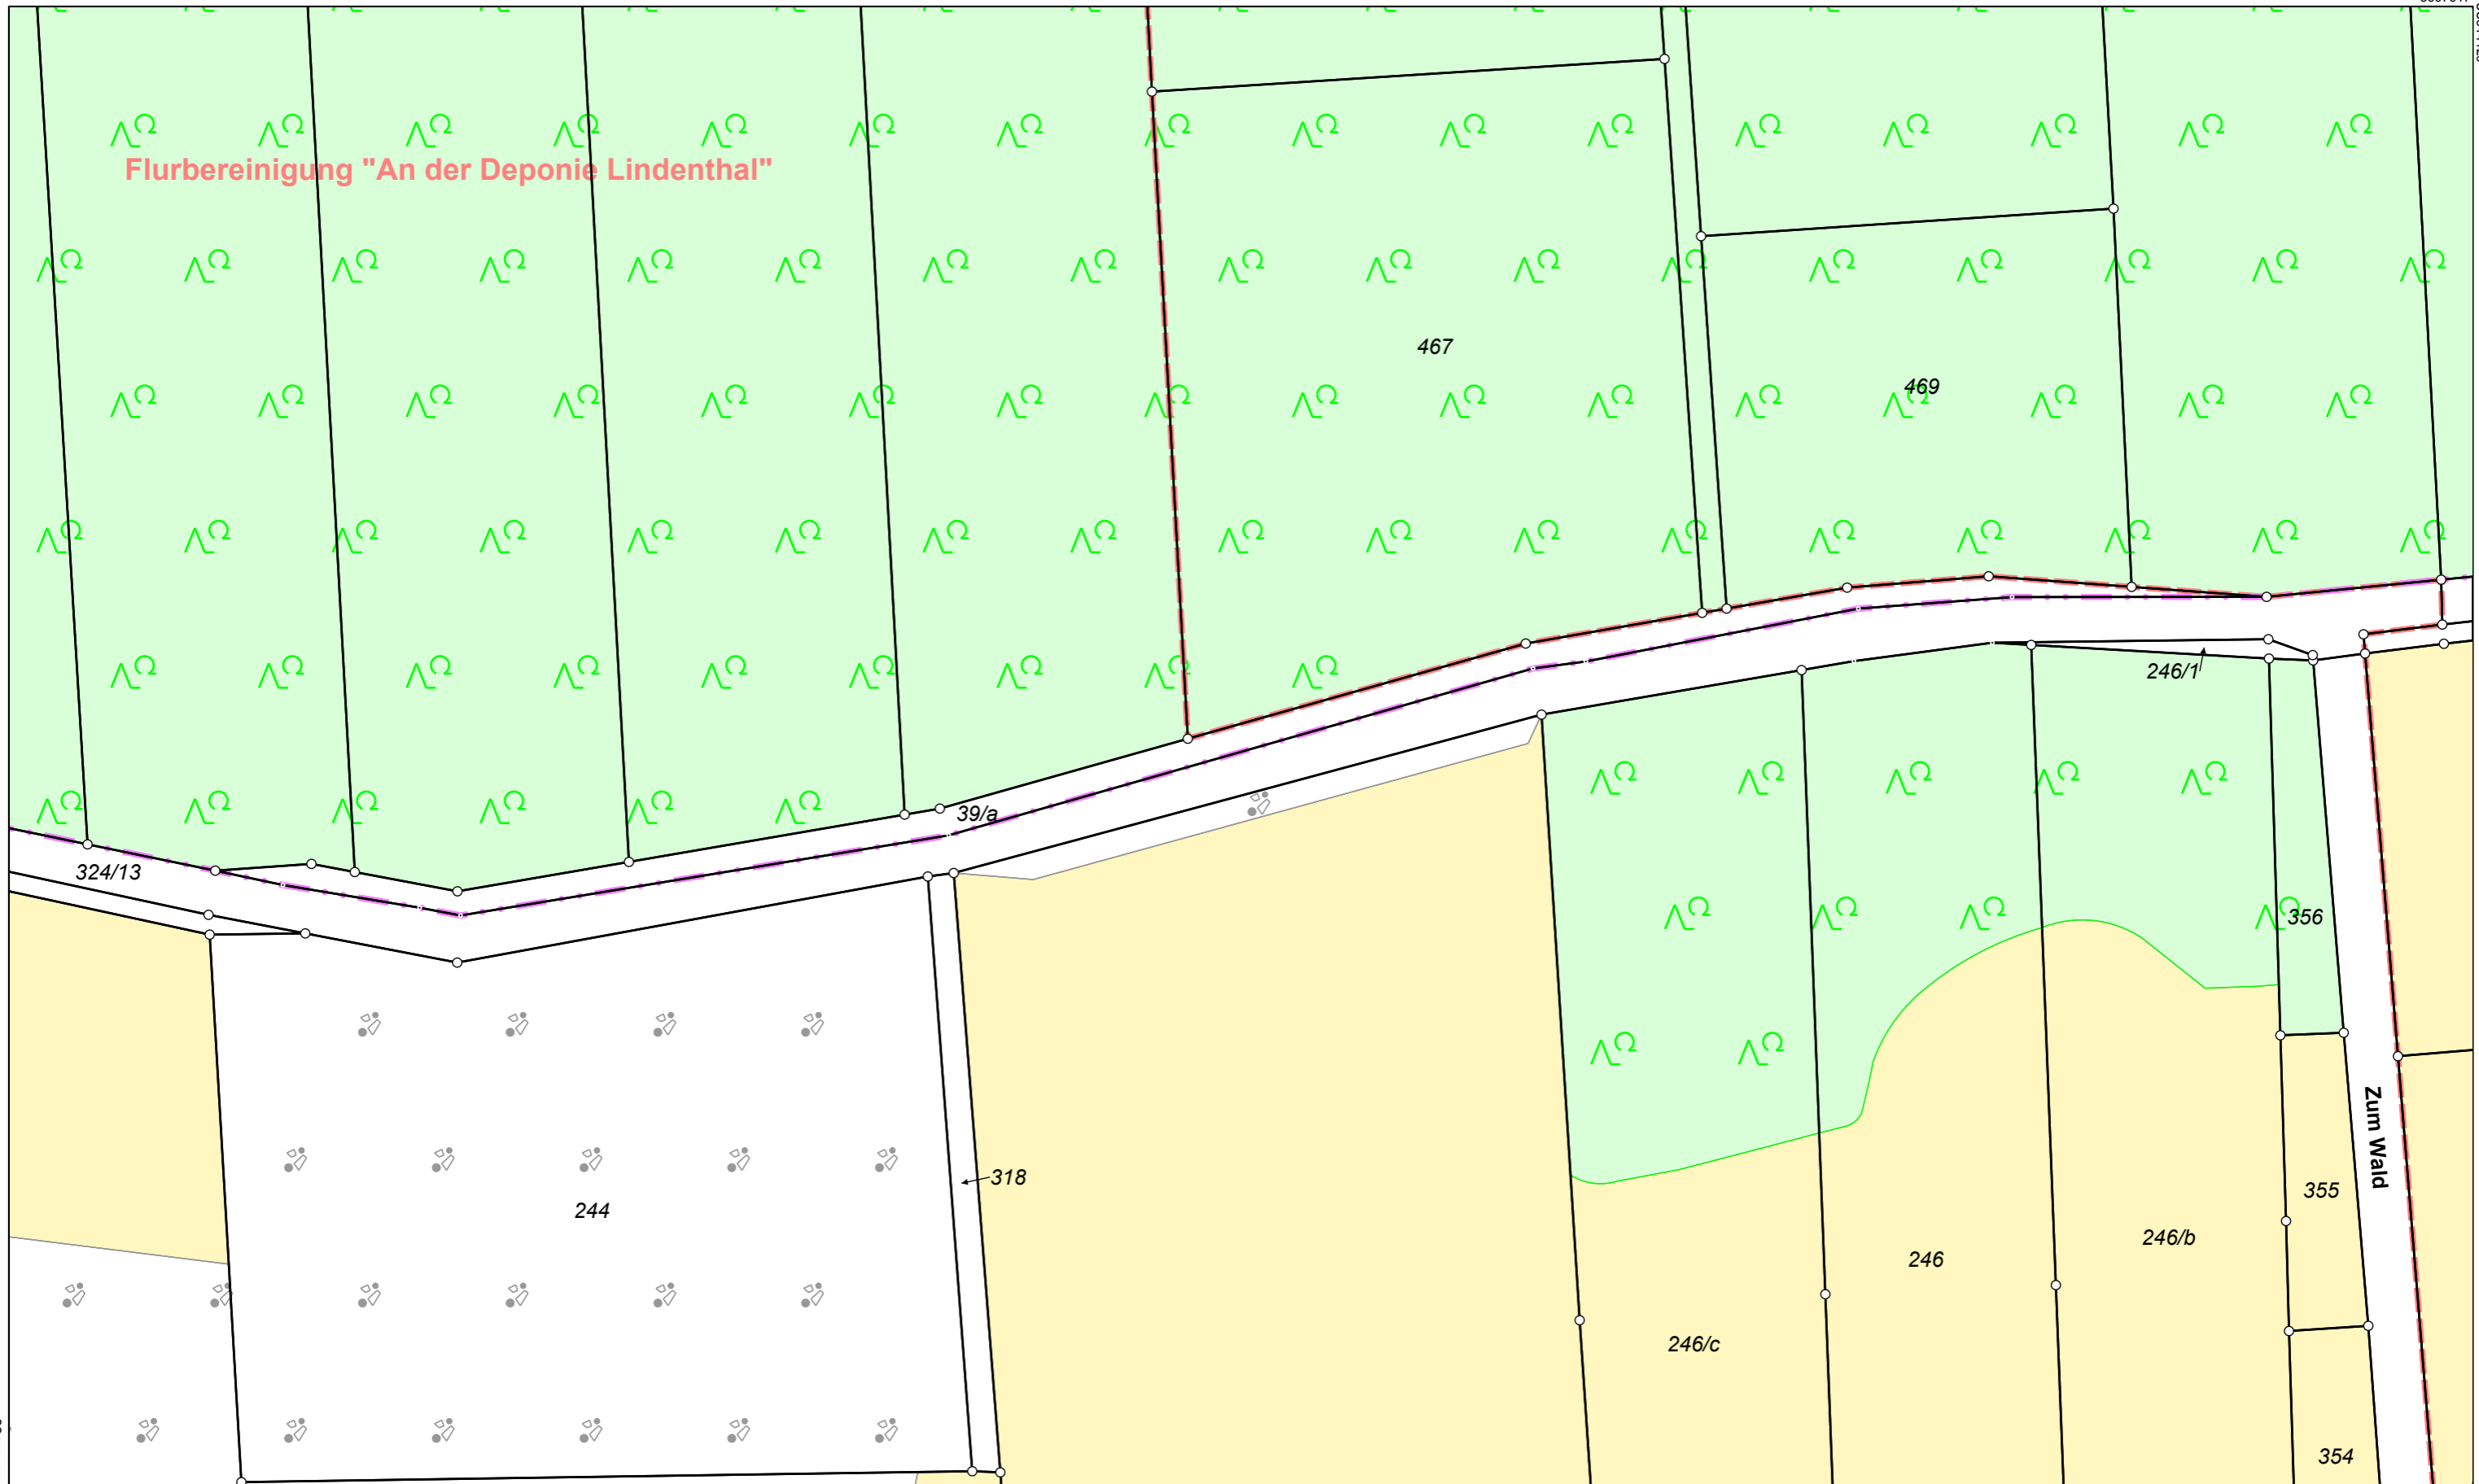 Flurbereinigung "An der Deponie Lindenthal"
467
469
246/1
39/a
324/13
356
Zum Wald
318
355
244
246/b
246
246/c
354